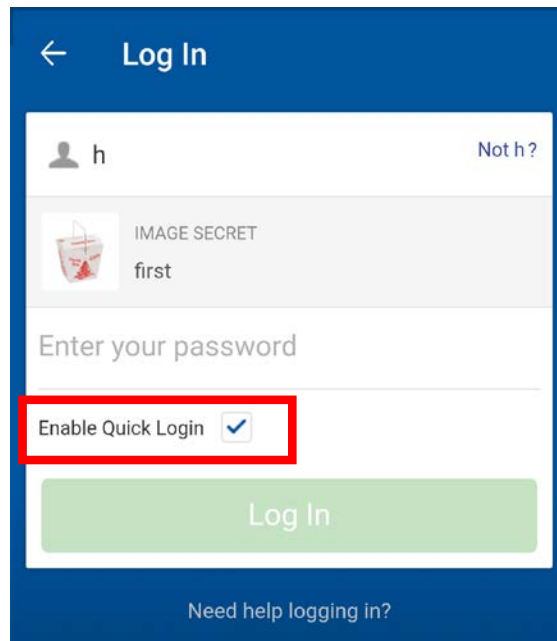 Log In
h
Not h?
IMAGE SECRET
first
Enter your password
Enable Quick Login
Log In
Need help logging in?